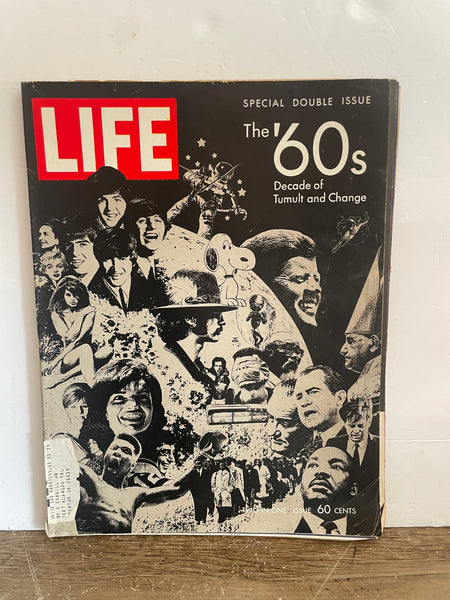 LIFE
SPECIAL DOUBLE ISSUE
The '60s
Decade of
Tumult and Change
TWO IN ONE ISSUE 60 CENTS